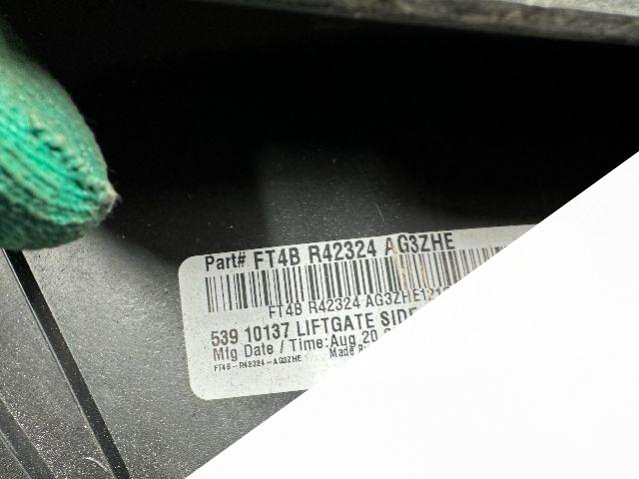 Part# FT4B R42324 AG3ZHE
FT4B R42324 AG3ZHE
539 10137 LIFTGATE SIDE
Mfg Date / Time: Aug 20
FT4B-R42324-AG3ZHE
Made